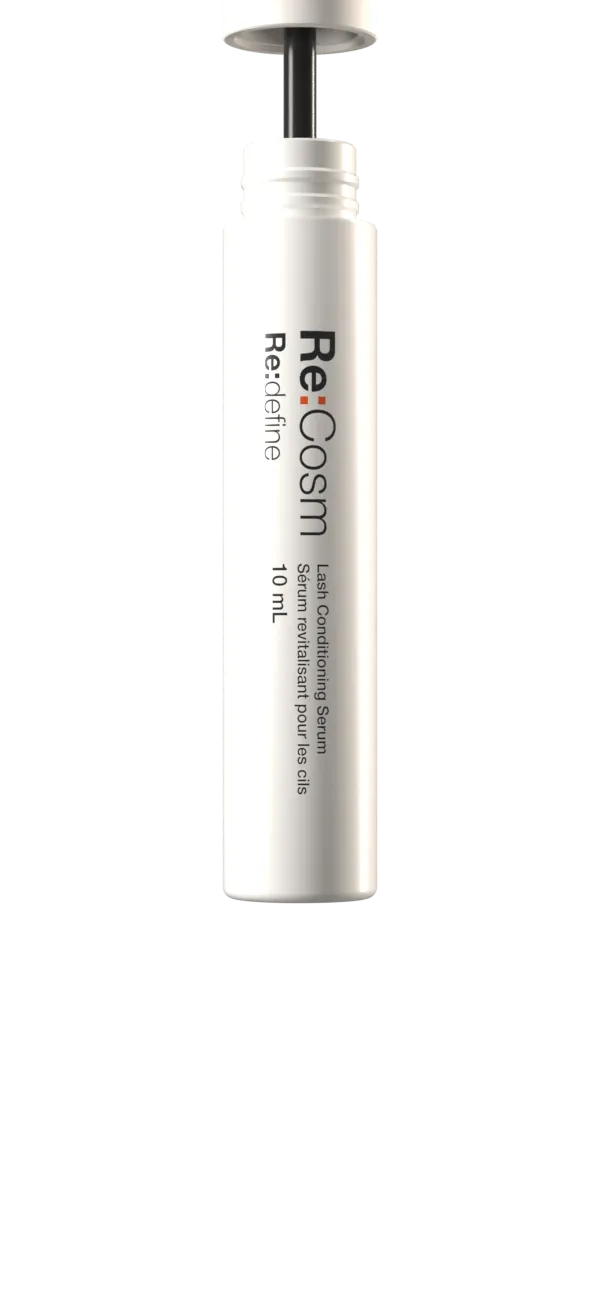 Re:Cosm
Re:define
Lash Conditioning Serum
Sérum revitalisant pour les cils
10 mL